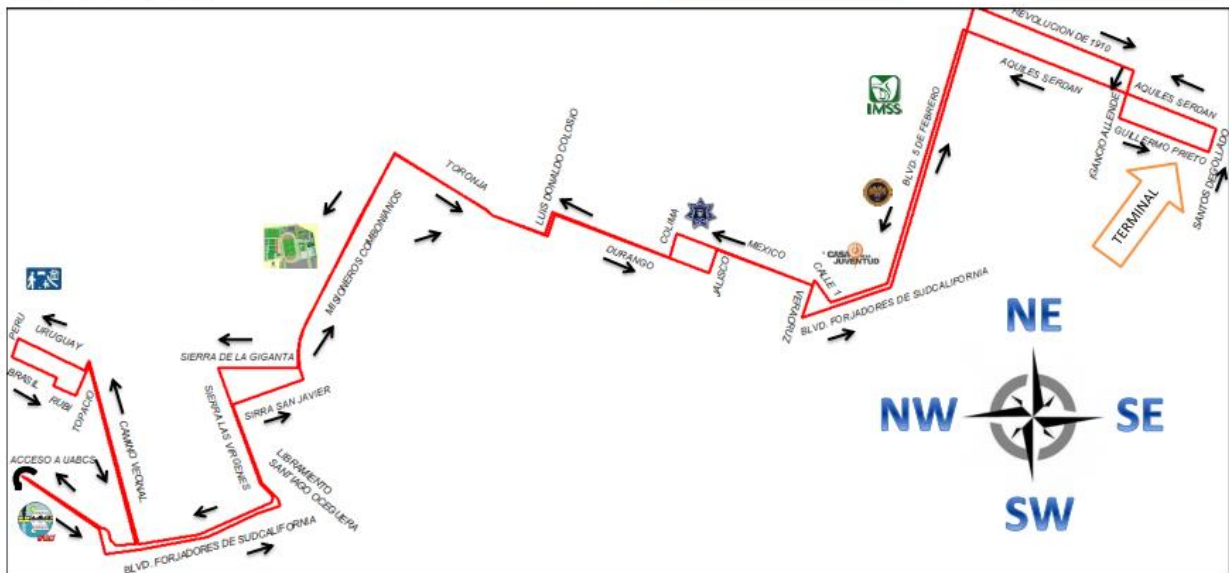 REVOLUCION DE 1910
AQUILES SERDAN
AQUILES SERDAN
IGANCIO ALLENDE
GUILLERMO PRIETO
SANTOS DEGOLLADO
TERMINAL
IMSS
BLVD. 5 DE FEBRERO
CASA
JUVENTUD
CALLE 1
BLVD. FORJADORES DE SUDCALIFORNIA
VERACRUZ
MEXICO
JALISCO
COLIMA
DURANGO
LUIS DONALDO COLOSIO
TORONJA
MISIONEROS COMBONIANOS
SIERRA DE LA GIGANTA
SIRRA SAN JAVIER
SIERRA LAS VIRGENES
LIBRAMIENTO
SANTIAGO OCEGUERA
PERU
URUGUAY
BRASIL
RUBI
TOPACIO
CAMINO VECINAL
ACCESO A UABCS
BLVD. FORJADORES DE SUDCALIFORNIA
NE
NW
SE
SW